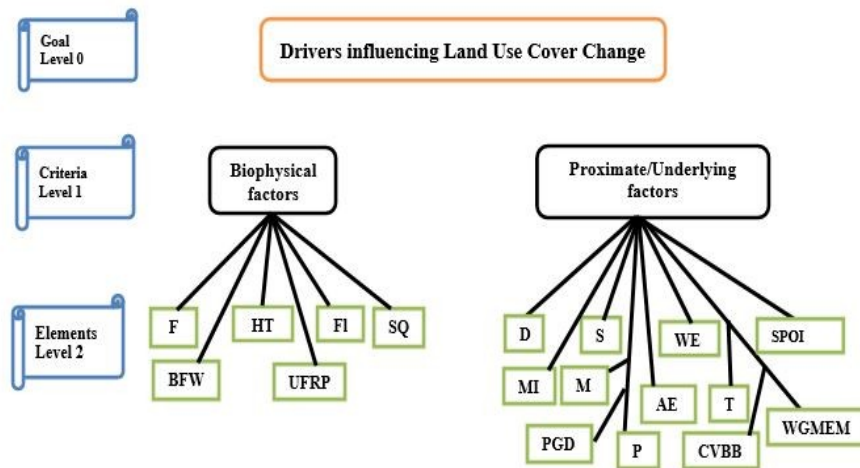 Goal
Level 0
Drivers influencing Land Use Cover Change
Criteria
Level 1
Biophysical
factors
Proximate/Underlying
factors
Elements
Level 2
F
HT
Fl
SQ
BFW
UFRP
D
S
WE
SPOI
MI
M
AE
T
WGMEM
PGD
P
CVBB